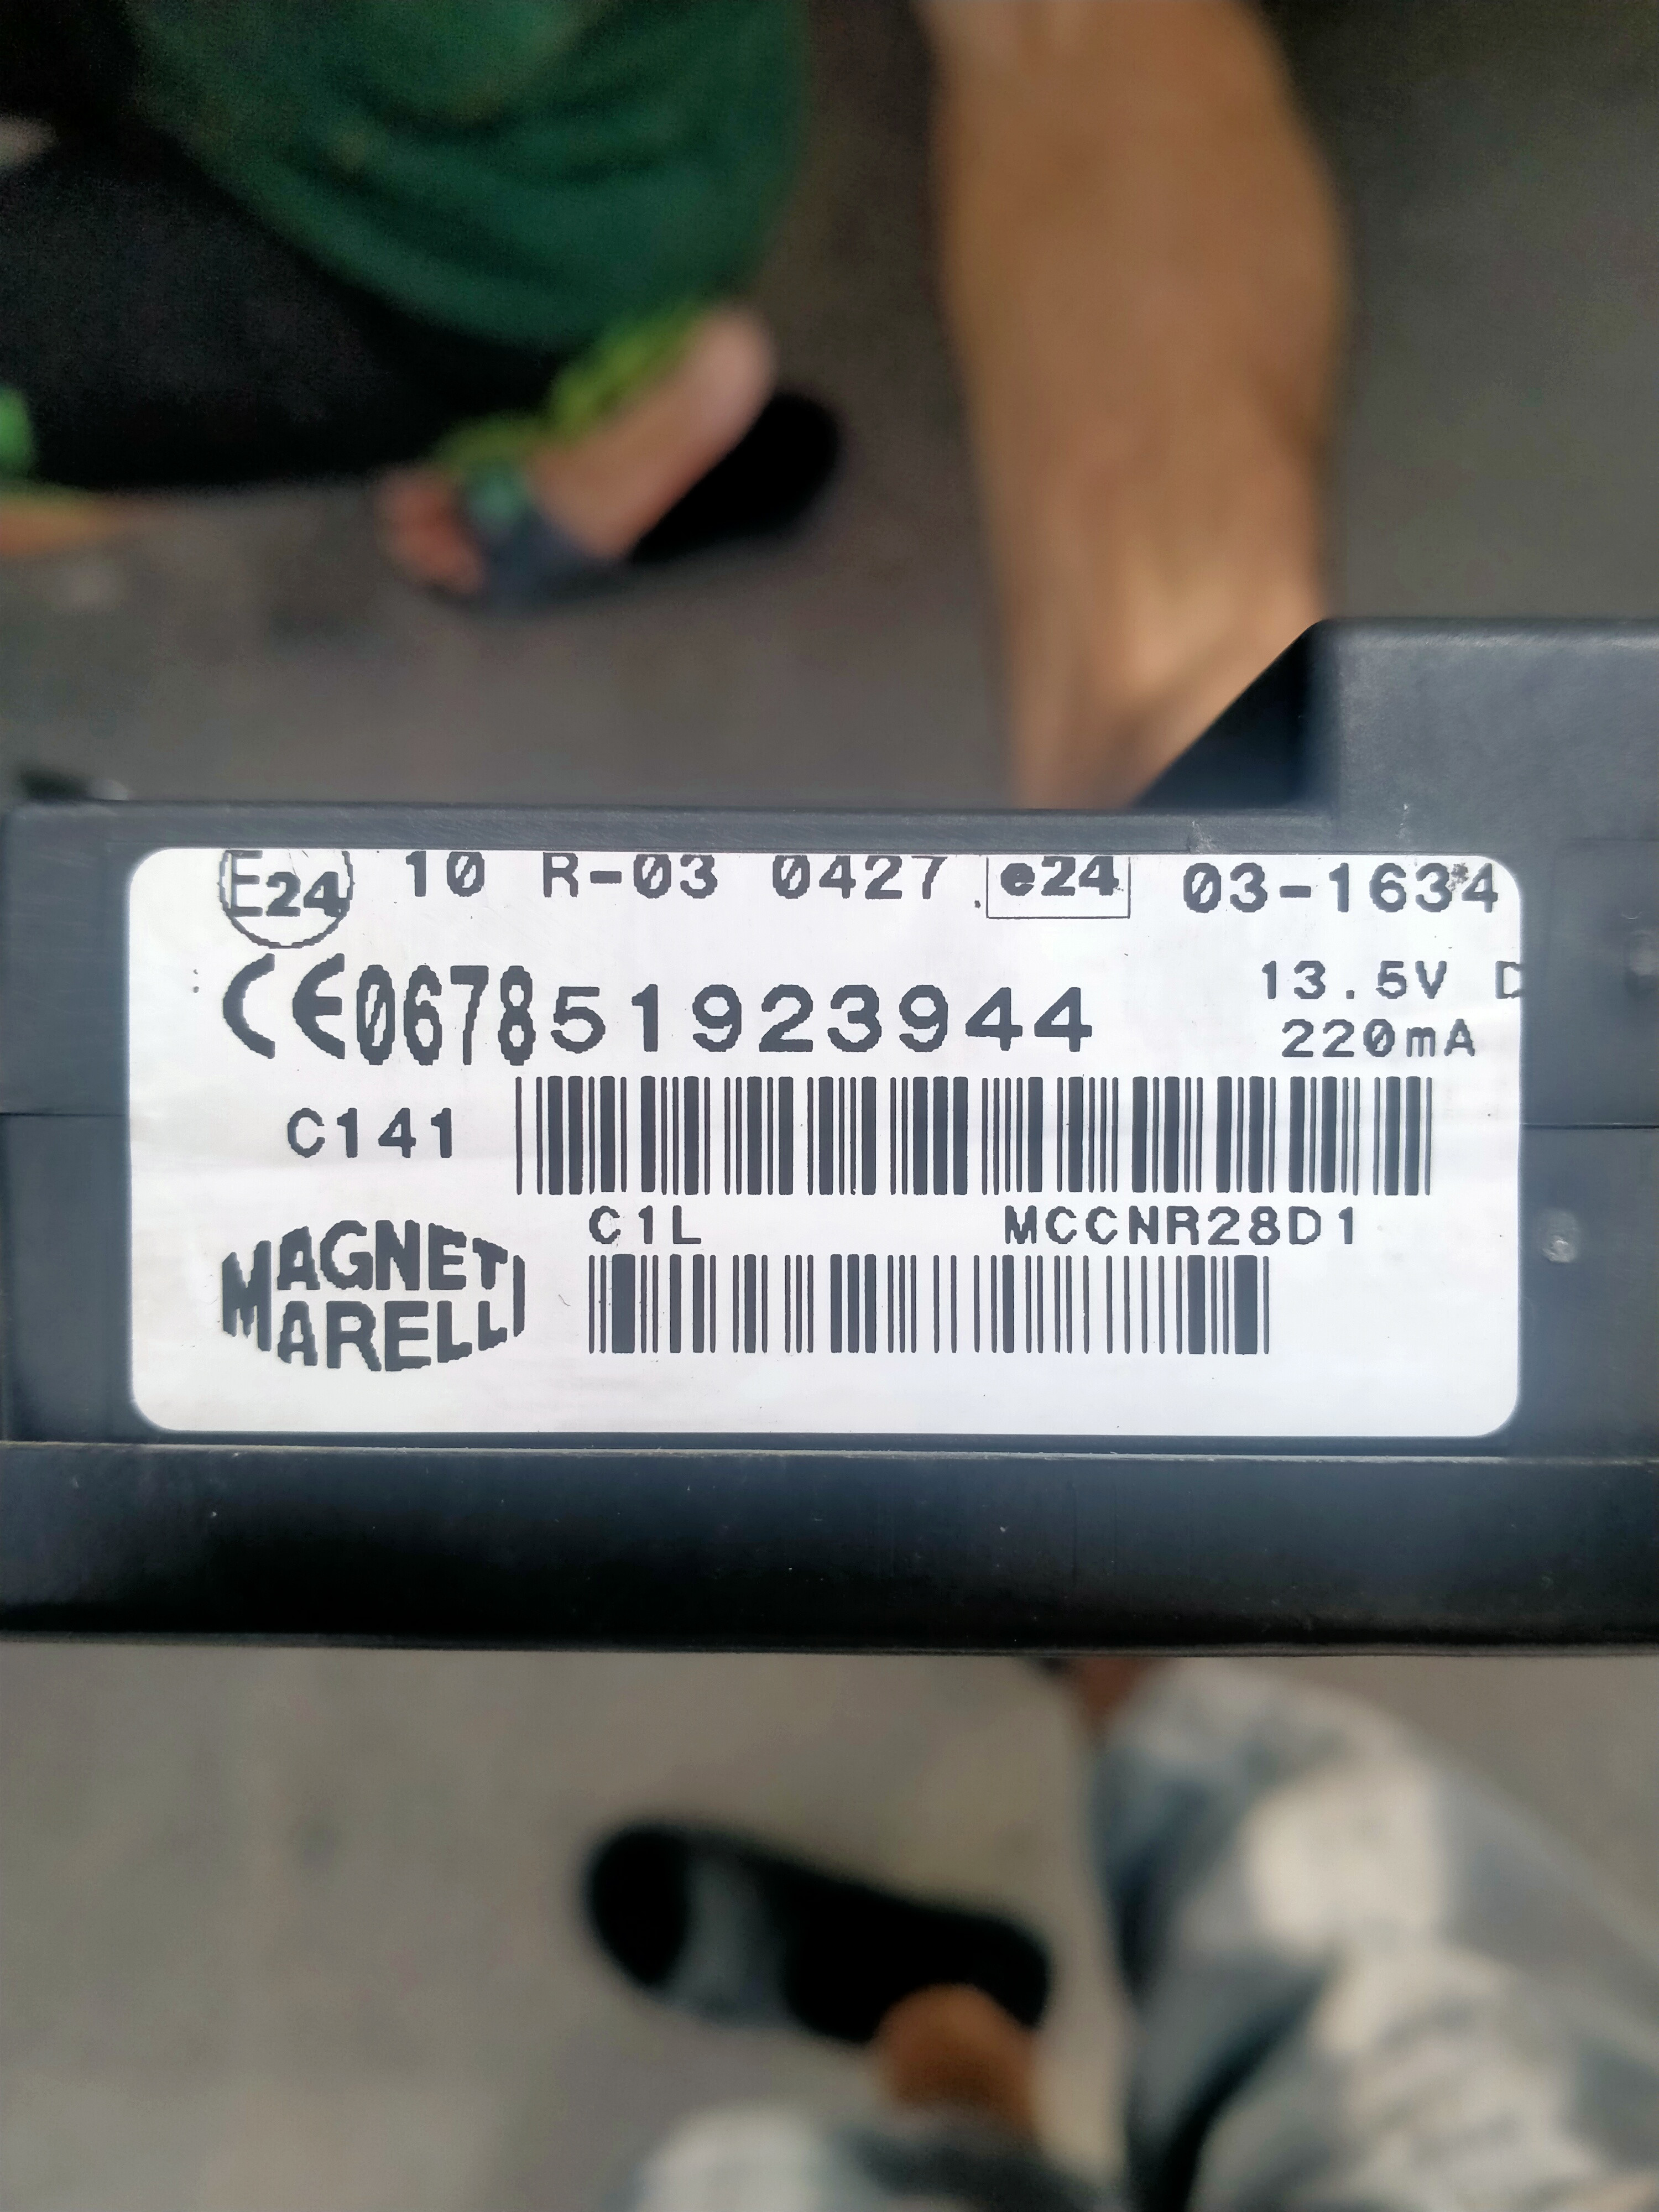 E24 10 R-03 0427 e24 03-1634
CE0678 51923944 13.5V D
220mA
C141
C1L MCCNR28D1
MAGNETI
MARELLI